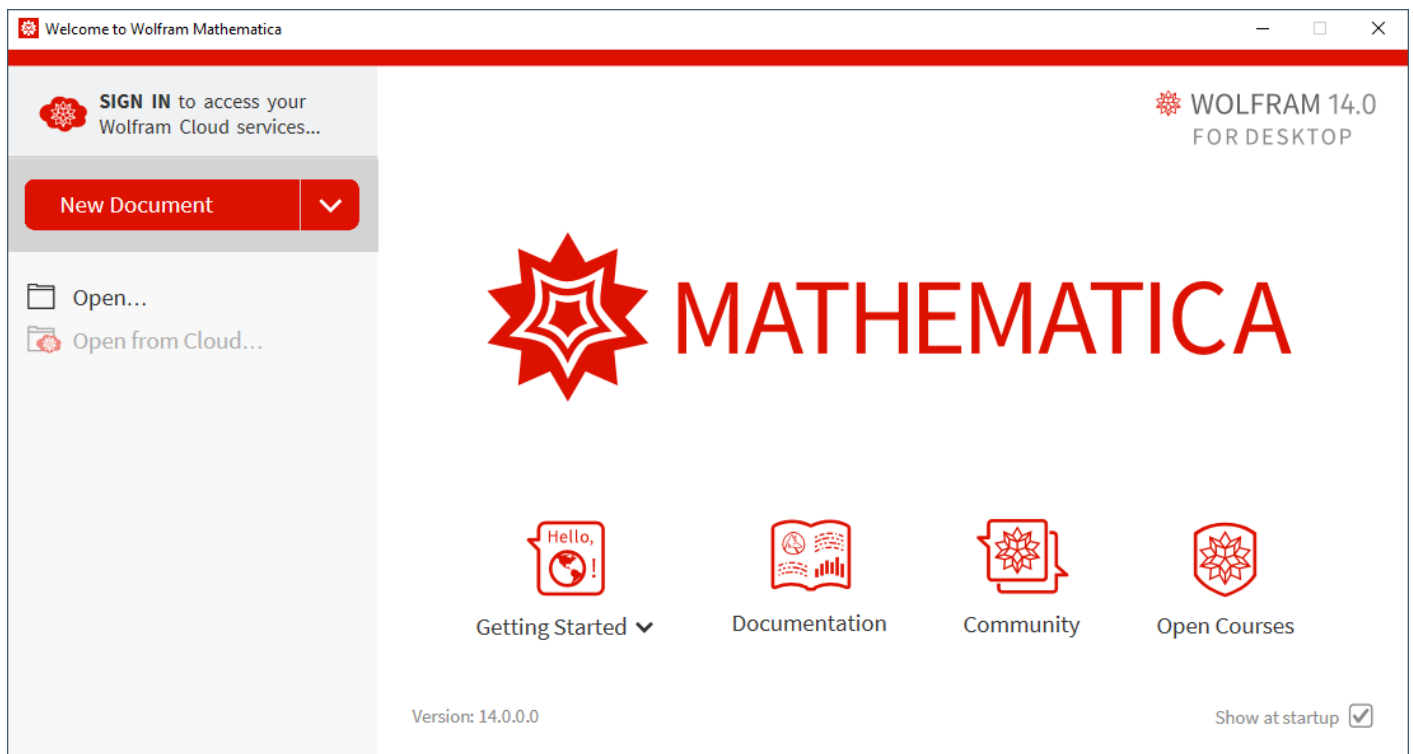 Welcome to Wolfram Mathematica
SIGN IN to access your
Wolfram Cloud services...
WOLFRAM 14.0
FOR DESKTOP
New Document
Open...
Open from Cloud...
MATHEMATICA
Hello,
!
Getting Started
Documentation
Community
Open Courses
Version: 14.0.0.0
Show at startup